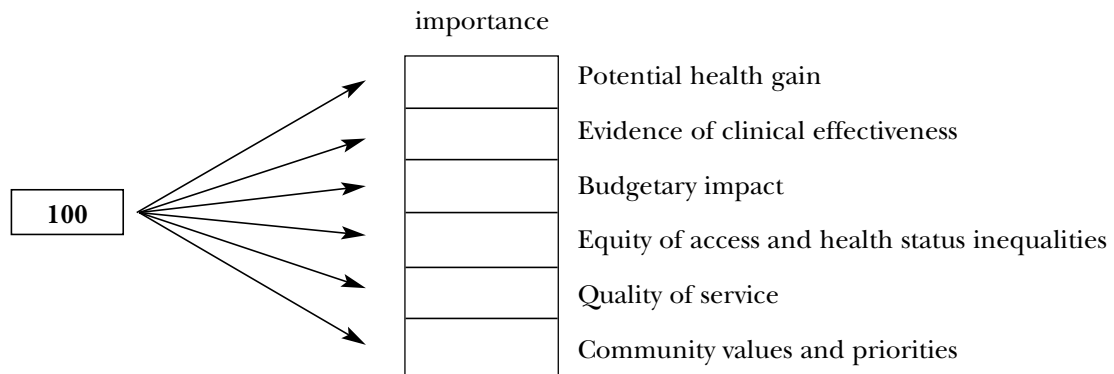 importance
Potential health gain
Evidence of clinical effectiveness
Budgetary impact
100
Equity of access and health status inequalities
Quality of service
Community values and priorities